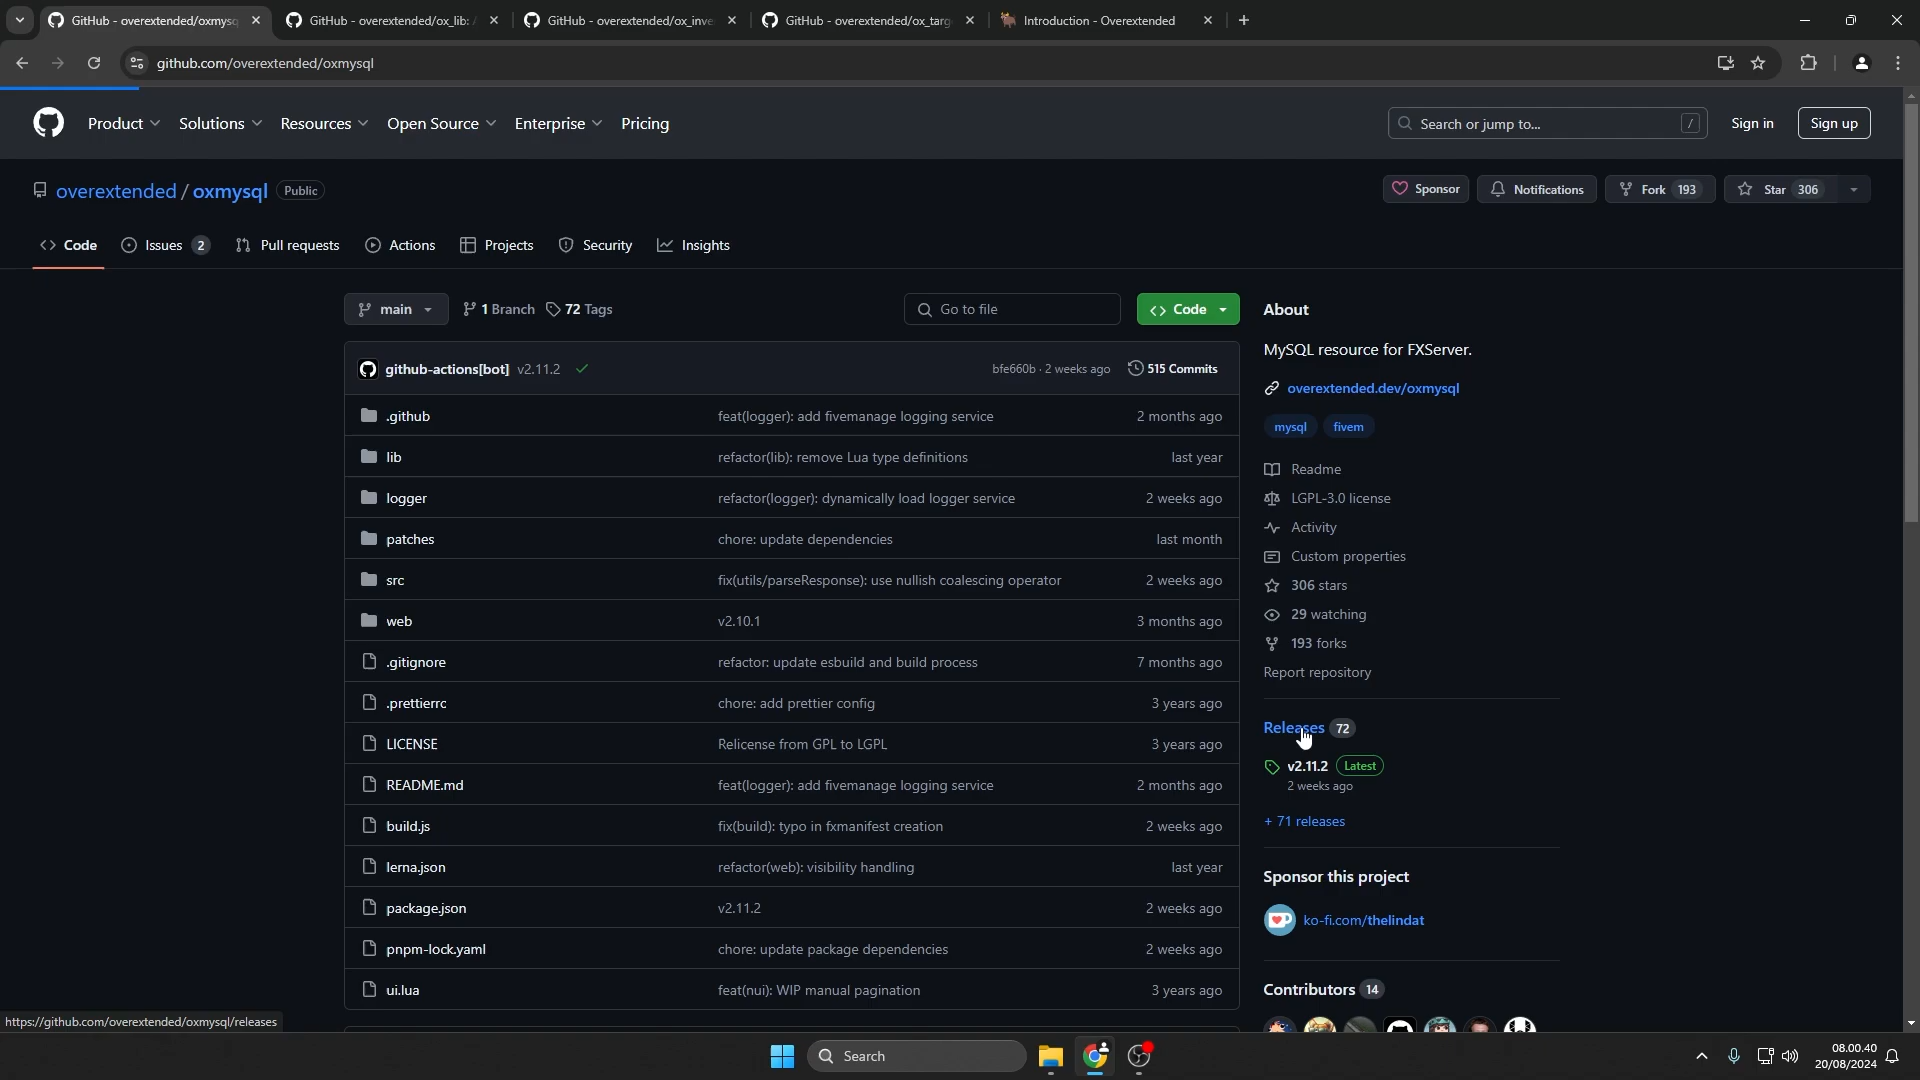 GitHub - overextended/oxmysq
GitHub - overextended/ox_lib:
GitHub - overextended/ox_inve
GitHub - overextended/ox_targ
Introduction - Overextended
github.com/overextended/oxmysql
Product
Solutions
Resources
Open Source
Enterprise
Pricing
Search or jump to...
/
Sign in
Sign up
overextended / oxmysql Public
Sponsor
Notifications
Fork 193
Star 306
Code
Issues 2
Pull requests
Actions
Projects
Security
Insights
main
1 Branch
72 Tags
Go to file
Code
github-actions[bot] v2.11.2
bfe660b · 2 weeks ago
515 Commits
.github feat(logger): add fivemanage logging service 2 months ago
lib refactor(lib): remove Lua type definitions last year
logger refactor(logger): dynamically load logger service 2 weeks ago
patches chore: update dependencies last month
src fix(utils/parseResponse): use nullish coalescing operator 2 weeks ago
web v2.10.1 3 months ago
.gitignore refactor: update esbuild and build process 7 months ago
.prettierrc chore: add prettier config 3 years ago
LICENSE Relicense from GPL to LGPL 3 years ago
README.md feat(logger): add fivemanage logging service 2 months ago
build.js fix(build): typo in fxmanifest creation 2 weeks ago
lerna.json refactor(web): visibility handling last year
package.json v2.11.2 2 weeks ago
pnpm-lock.yaml chore: update package dependencies 2 weeks ago
ui.lua feat(nui): WIP manual pagination 3 years ago
About
MySQL resource for FXServer.
overextended.dev/oxmysql
mysql fivem
Readme
LGPL-3.0 license
Activity
Custom properties
306 stars
29 watching
193 forks
Report repository
Releases 72
v2.11.2 Latest
2 weeks ago
+ 71 releases
Sponsor this project
ko-fi.com/thelindat
Contributors 14
https://github.com/overextended/oxmysql/releases
Search
08.00.40
20/08/2024